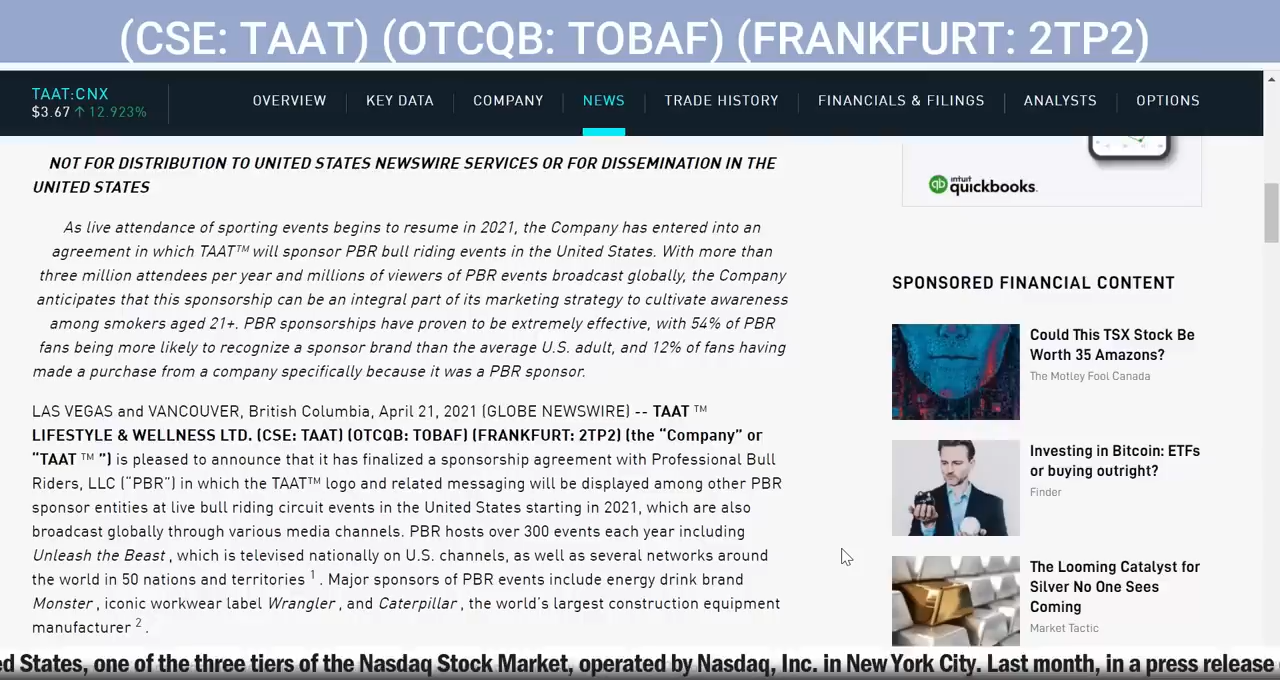 (CSE: TAAT) (OTCQB: TOBAF) (FRANKFURT: 2TP2)
TAAT:CNX
$3.67 ↑ 12.923%
OVERVIEW
KEY DATA
COMPANY
NEWS
TRADE HISTORY
FINANCIALS & FILINGS
ANALYSTS
OPTIONS
NOT FOR DISTRIBUTION TO UNITED STATES NEWSWIRE SERVICES OR FOR DISSEMINATION IN THE
UNITED STATES
As live attendance of sporting events begins to resume in 2021, the Company has entered into an
agreement in which TAAT™ will sponsor PBR bull riding events in the United States. With more than
three million attendees per year and millions of viewers of PBR events broadcast globally, the Company
anticipates that this sponsorship can be an integral part of its marketing strategy to cultivate awareness
among smokers aged 21+. PBR sponsorships have proven to be extremely effective, with 54% of PBR
fans being more likely to recognize a sponsor brand than the average U.S. adult, and 12% of fans having
made a purchase from a company specifically because it was a PBR sponsor.
LAS VEGAS and VANCOUVER, British Columbia, April 21, 2021 (GLOBE NEWSWIRE) -- TAAT ™
LIFESTYLE & WELLNESS LTD. (CSE: TAAT) (OTCQB: TOBAF) (FRANKFURT: 2TP2) (the “Company” or
“TAAT ™ ”) is pleased to announce that it has finalized a sponsorship agreement with Professional Bull
Riders, LLC (“PBR”) in which the TAAT™ logo and related messaging will be displayed among other PBR
sponsor entities at live bull riding circuit events in the United States starting in 2021, which are also
broadcast globally through various media channels. PBR hosts over 300 events each year including
Unleash the Beast , which is televised nationally on U.S. channels, as well as several networks around
the world in 50 nations and territories 1 . Major sponsors of PBR events include energy drink brand
Monster , iconic workwear label Wrangler , and Caterpillar , the world’s largest construction equipment
manufacturer 2 .
qb intuit quickbooks.
SPONSORED FINANCIAL CONTENT
Could This TSX Stock Be
Worth 35 Amazons?
The Motley Fool Canada
Investing in Bitcoin: ETFs
or buying outright?
Finder
The Looming Catalyst for
Silver No One Sees
Coming
Market Tactic
ed States, one of the three tiers of the Nasdaq Stock Market, operated by Nasdaq, Inc. in New York City. Last month, in a press release